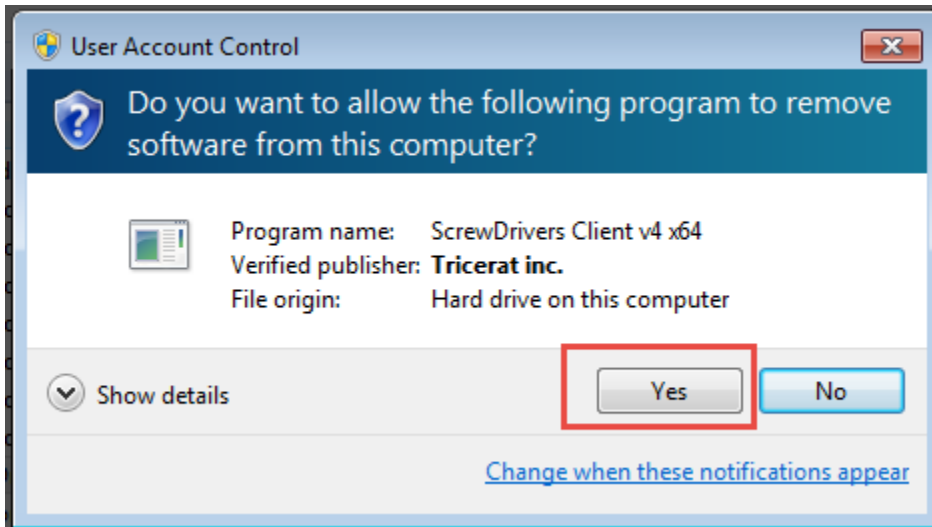 User Account Control
Do you want to allow the following program to remove
software from this computer?
Program name: ScrewDrivers Client v4 x64
Verified publisher: Tricerat inc.
File origin: Hard drive on this computer
Show details
Yes
No
Change when these notifications appear